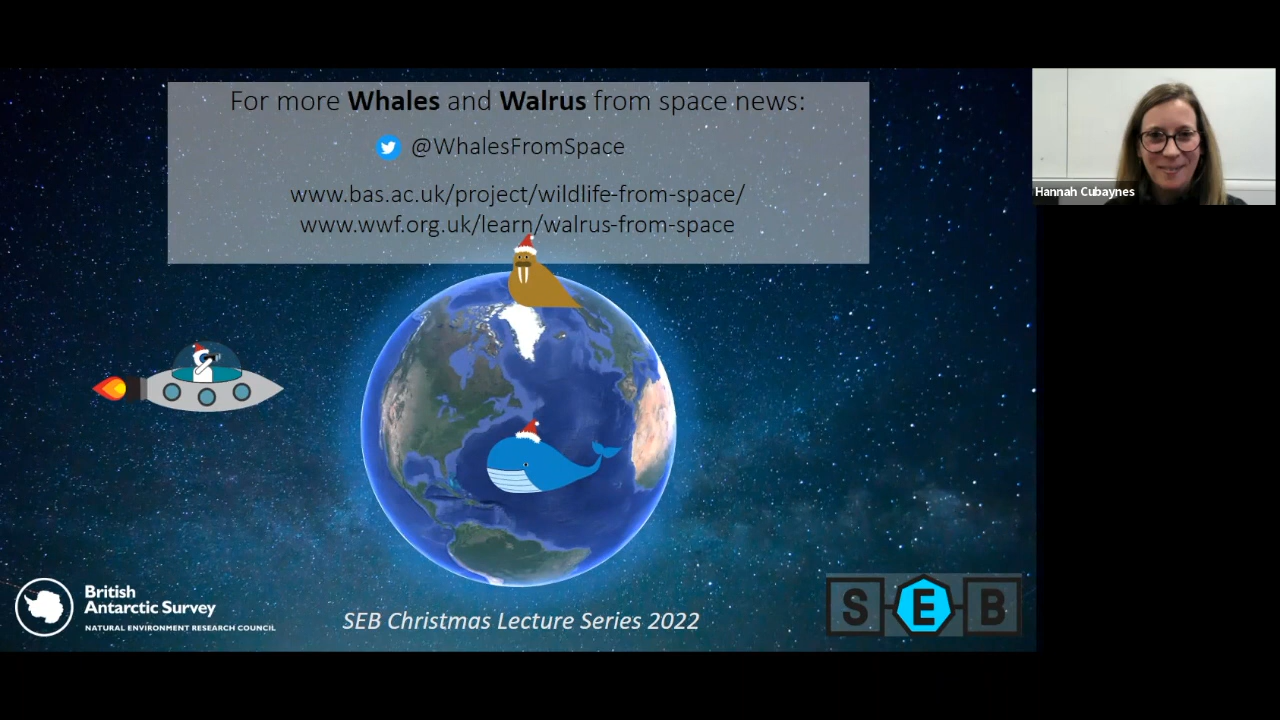 For more Whales and Walrus from space news:
@WhalesFromSpace
www.bas.ac.uk/project/wildlife-from-space/
www.wwf.org.uk/learn/walrus-from-space
Hannah Cubaynes
British
Antarctic Survey
NATURAL ENVIRONMENT RESEARCH COUNCIL
SEB Christmas Lecture Series 2022
S E B